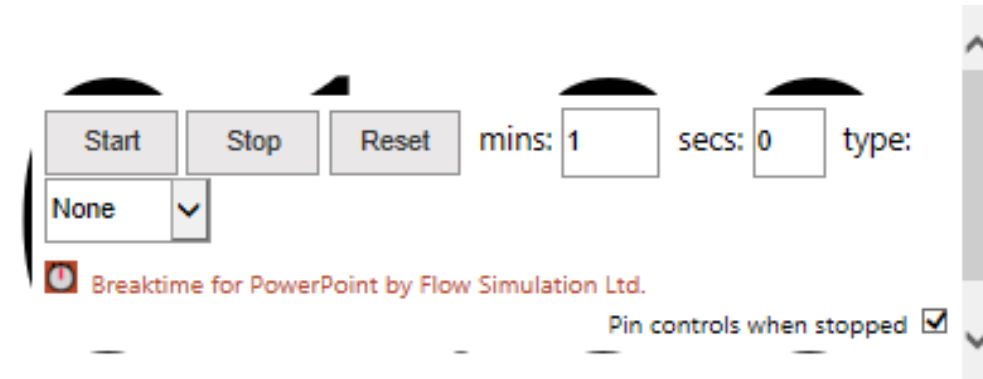 Start Stop Reset mins: 1 secs: 0 type:
None
Breaktime for PowerPoint by Flow Simulation Ltd.
Pin controls when stopped